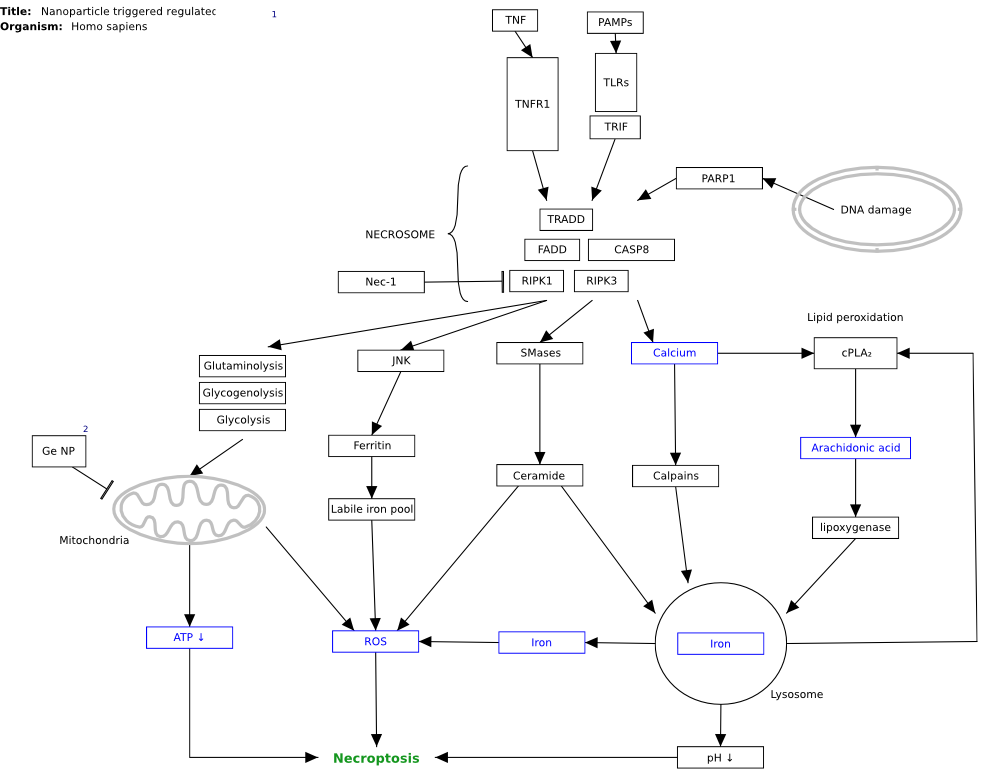 Title: Nanoparticle triggered regulated
Organism: Homo sapiens
1
TNF
PAMPs
TNFR1
TLRs
TRIF
PARP1
DNA damage
TRADD
NECROSOME
FADD
CASP8
Nec-1
RIPK1
RIPK3
Lipid peroxidation
Glutaminolysis
JNK
SMases
Calcium
cPLA₂
Glycogenolysis
Glycolysis
2
Ge NP
Ferritin
Arachidonic acid
Ceramide
Calpains
Labile iron pool
lipoxygenase
Mitochondria
ATP ↓
ROS
Iron
Iron
Lysosome
Necroptosis
pH ↓